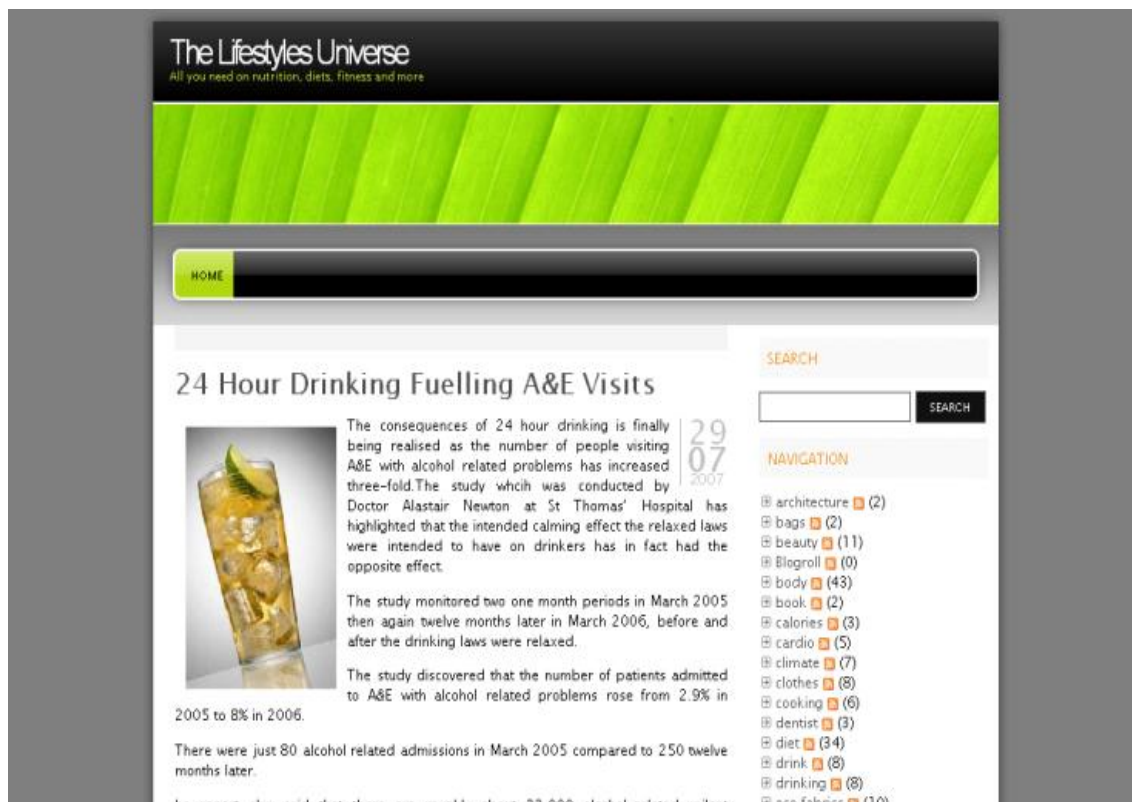 The Lifestyles Universe
All you need on nutrition, diets, fitness and more
HOME
24 Hour Drinking Fuelling A&E Visits
The consequences of 24 hour drinking is finally
being realised as the number of people visiting
A&E with alcohol related problems has increased
three-fold.The study whcih was conducted by
Doctor Alastair Newton at St Thomas' Hospital has
highlighted that the intended calming effect the relaxed laws
were intended to have on drinkers has in fact had the
opposite effect.
29
07
2007
The study monitored two one month periods in March 2005
then again twelve months later in March 2006, before and
after the drinking laws were relaxed.
The study discovered that the number of patients admitted
to A&E with alcohol related problems rose from 2.9% in
2005 to 8% in 2006.
There were just 80 alcohol related admissions in March 2005 compared to 250 twelve
months later.
SEARCH
SEARCH
NAVIGATION
architecture (2)
bags (2)
beauty (11)
Blogroll (0)
body (43)
book (2)
calories (3)
cardio (5)
climate (7)
clothes (8)
cooking (6)
dentist (3)
diet (34)
drink (8)
drinking (8)